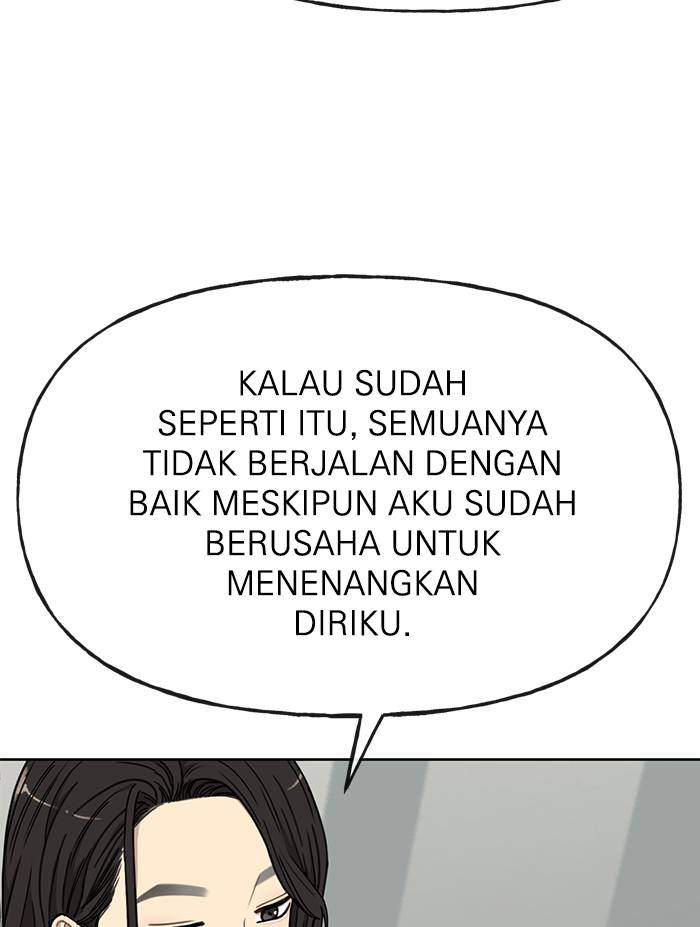 KALAU SUDAH
SEPERTI ITU, SEMUANYA
TIDAK BERJALAN DENGAN
BAIK MESKIPUN AKU SUDAH
BERUSAHA UNTUK
MENENANGKAN
DIRIKU.